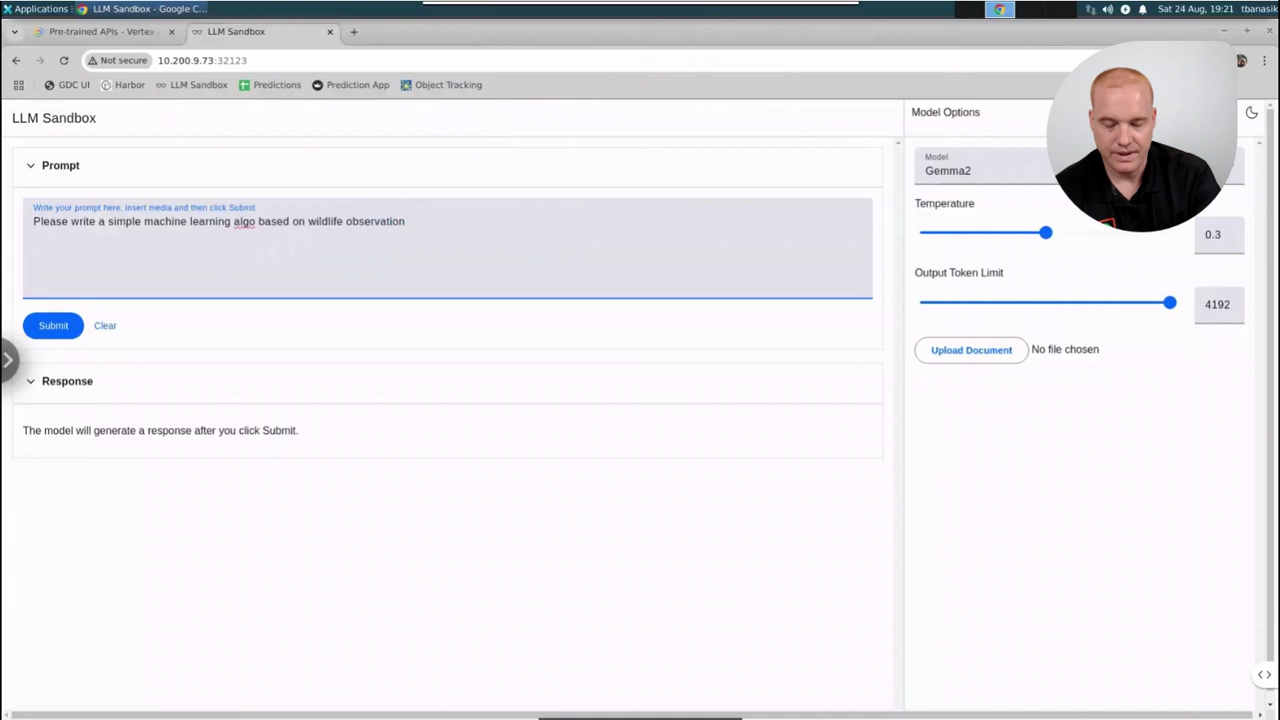 Applications LLM Sandbox - Google C... Sat 24 Aug, 19:21 tbanasik
Pre-trained APIs - Vertex LLM Sandbox
Not secure 10.200.9.73:32123
GDC UI Harbor LLM Sandbox Predictions Prediction App Object Tracking
LLM Sandbox
Model Options
Prompt
Write your prompt here, insert media and then click Submit
Please write a simple machine learning algo based on wildlife observation
Submit Clear
Response
The model will generate a response after you click Submit.
Model
Gemma2
Temperature
0.3
Output Token Limit
4192
Upload Document No file chosen